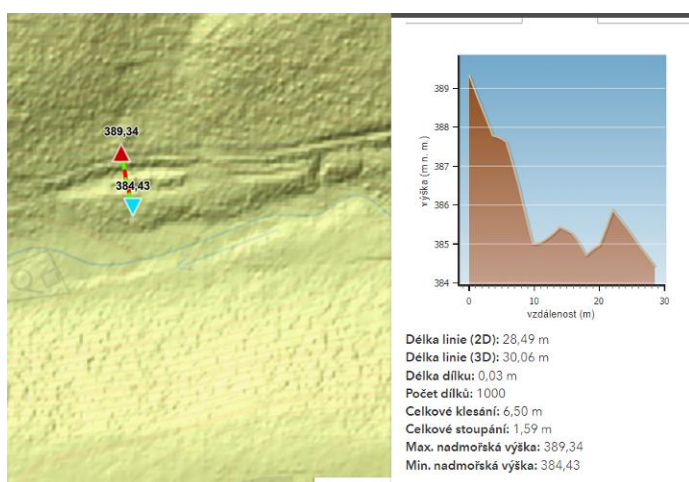 389,34
384,43
výška (m n. m.)
389
388
387
386
385
384
0
10
20
30
vzdálenost (m)
Délka linie (2D): 28,49 m
Délka linie (3D): 30,06 m
Délka dílku: 0,03 m
Počet dílků: 1000
Celkové klesání: 6,50 m
Celkové stoupání: 1,59 m
Max. nadmořská výška: 389,34
Min. nadmořská výška: 384,43